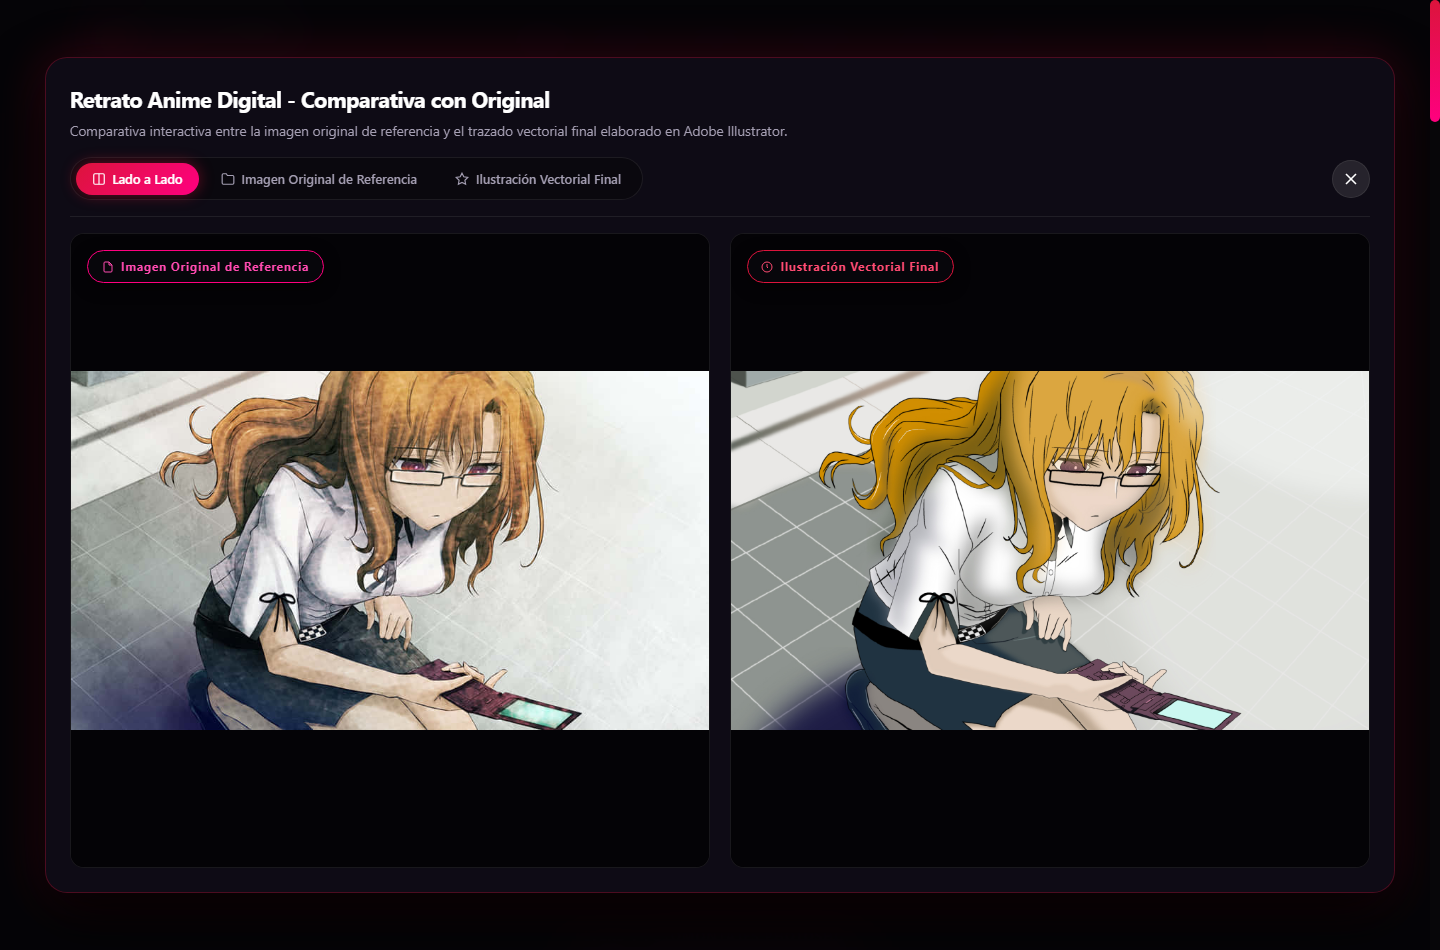 Retrato Anime Digital - Comparativa con Original
Comparativa interactiva entre la imagen original de referencia y el trazado vectorial final elaborado en Adobe Illustrator.
Lado a Lado
Imagen Original de Referencia
Ilustración Vectorial Final
Imagen Original de Referencia
Ilustración Vectorial Final